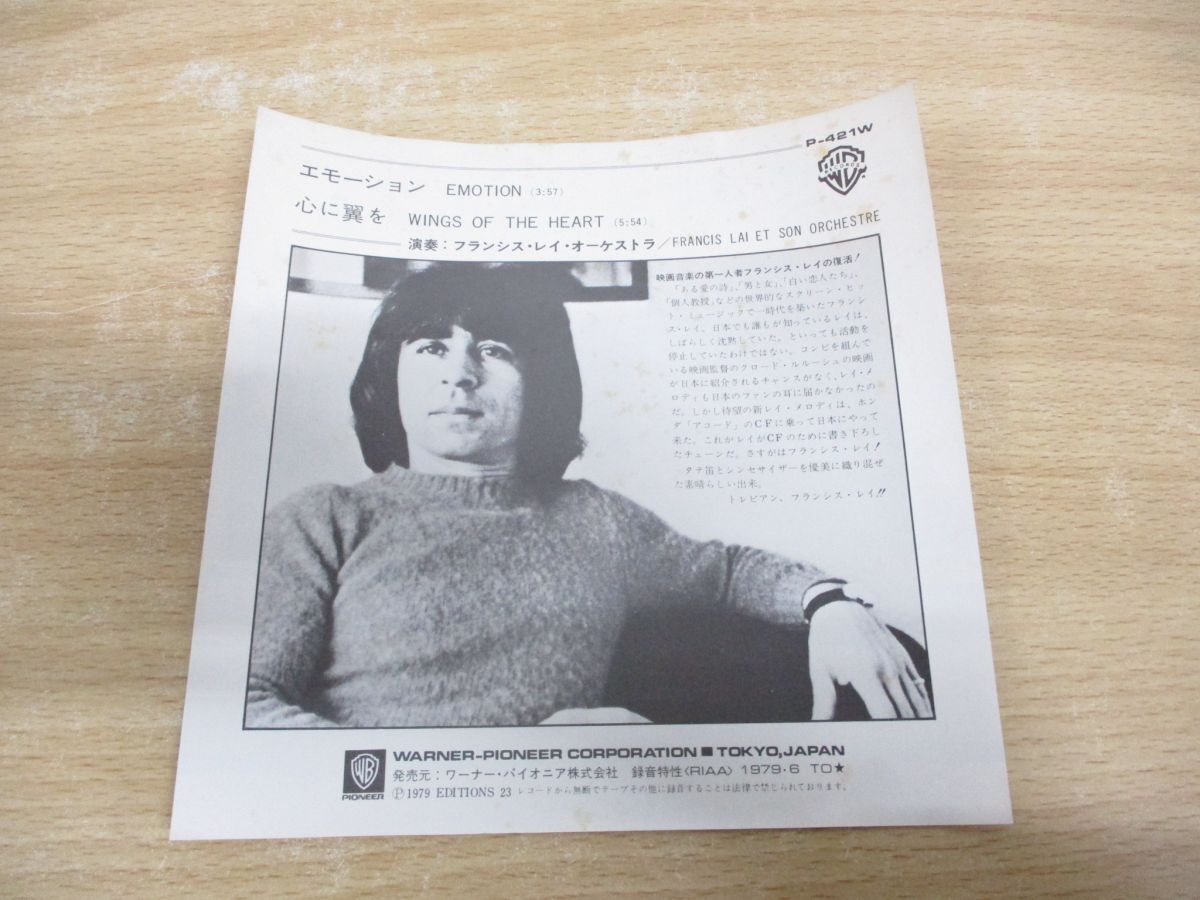 P-421W
WB
RECORDS
エモーション EMOTION (3:57)
心に翼を WINGS OF THE HEART (5:54)
演奏:フランシス・レイ・オーケストラ/FRANCIS LAI ET SON ORCHESTRE
映画音楽の第一人者フランシス・レイの復活!
「ある愛の詩」、「男と女」、「白い恋人たち」、
「個人教授」などの世界的なスクリーン・ヒッ
ト・ミュージックで一時代を築いたフランシ
ス・レイ。日本でも誰もが知っているレイは、
しばらく沈黙していた。といっても活動を
停止していたわけではない。コンビを組んで
いる映画監督のクロード・ルルーシュの映画
が日本に紹介されるチャンスがなく、レイ・メ
ロディも日本のファンの耳に届かなかったの
だ。しかし待望の新レイ・メロディは、ホン
ダ「アコード」のCFに乗って日本にやって
来た。これがレイがCFのために書き下ろし
たチューンだ。さすがはフランシス・レイ!
タテ笛とシンセサイザーを優美に織り混ぜ
た素晴らしい出来。
トレビアン、フランシス・レイ!!
WB
PIONEER
WARNER-PIONEER CORPORATION ■ TOKYO, JAPAN
発売元:ワーナー・パイオニア株式会社 録音特性〈RIAA〉1979・6 TO★
Ⓟ1979 EDITIONS 23 レコードから無断でテープその他に録音することは法律で禁じられております。